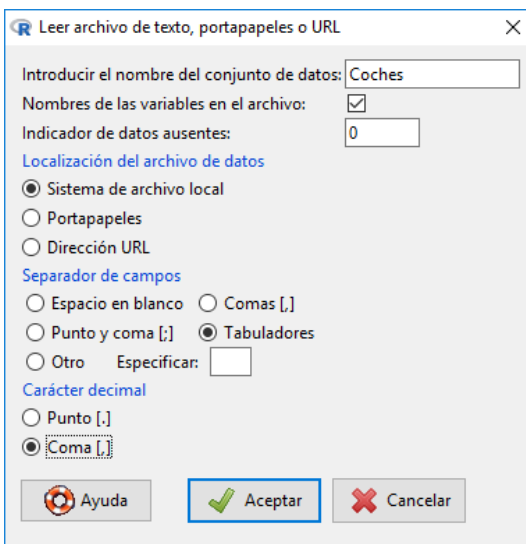 Leer archivo de texto, portapapeles o URL
Introducir el nombre del conjunto de datos: Coches
Nombres de las variables en el archivo:
Indicador de datos ausentes: 0
Localización del archivo de datos
Sistema de archivo local
Portapapeles
Dirección URL
Separador de campos
Espacio en blanco Comas [,]
Punto y coma [;] Tabuladores
Otro Especificar:
Carácter decimal
Punto [.]
Coma [,]
Ayuda Aceptar Cancelar